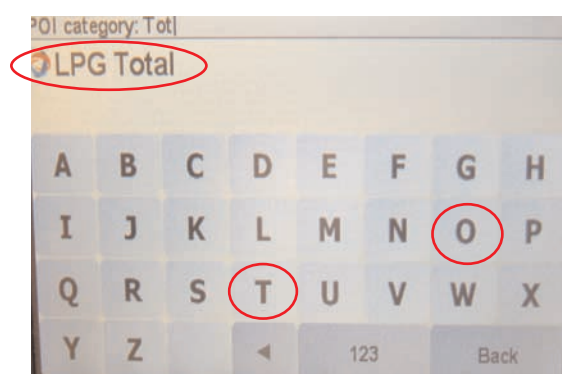 POI category: Tot
LPG Total
A B C D E F G H
I J K L M N O P
Q R S T U V W X
Y Z 123 Back